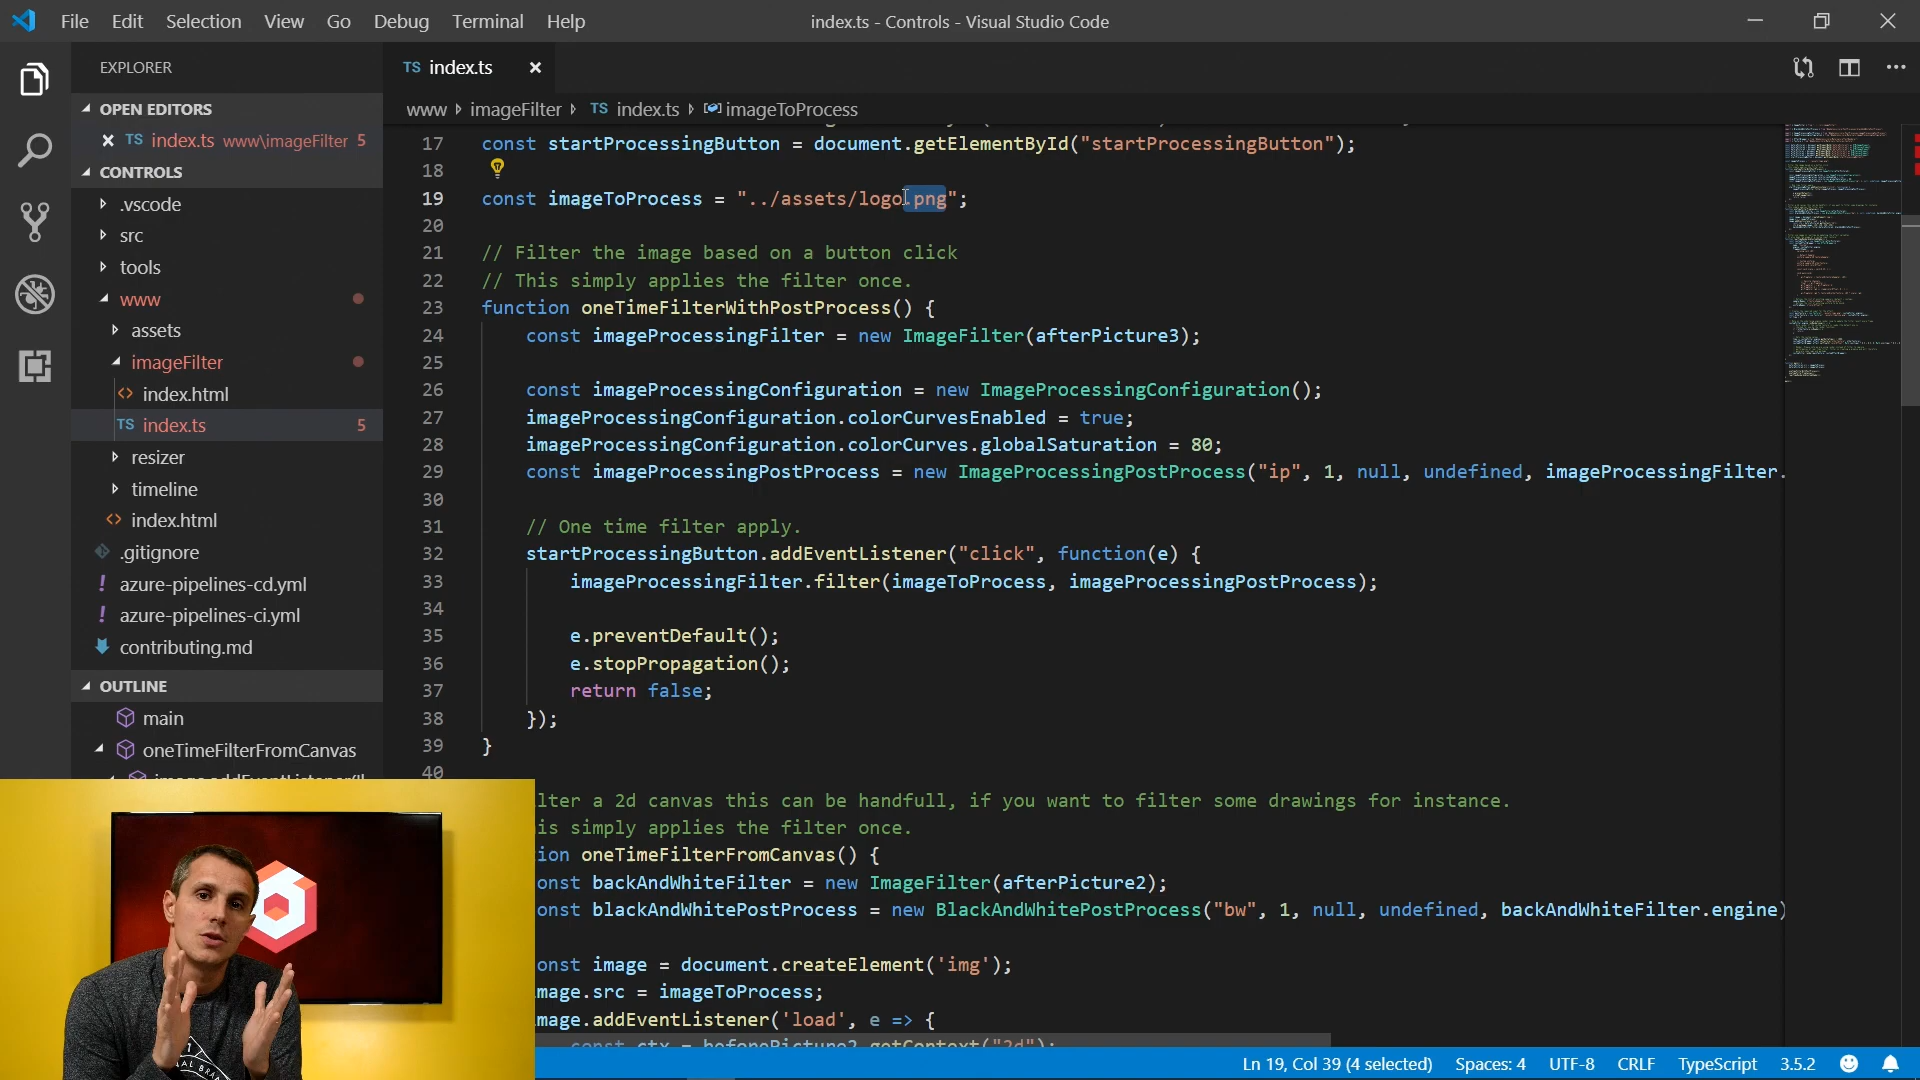 File Edit Selection View Go Debug Terminal Help
index.ts - Controls - Visual Studio Code
EXPLORER
OPEN EDITORS
TS index.ts www\imageFilter 5
CONTROLS
.vscode
src
tools
www
assets
imageFilter
<> index.html
TS index.ts 5
resizer
timeline
<> index.html
.gitignore
! azure-pipelines-cd.yml
! azure-pipelines-ci.yml
contributing.md
OUTLINE
main
oneTimeFilterFromCanvas
TS index.ts
www imageFilter TS index.ts imageToProcess
17 const startProcessingButton = document.getElementById("startProcessingButton");
18
19 const imageToProcess = "../assets/logo.png";
20
21 // Filter the image based on a button click
22 // This simply applies the filter once.
23 function oneTimeFilterWithPostProcess() {
24 const imageProcessingFilter = new ImageFilter(afterPicture3);
25
26 const imageProcessingConfiguration = new ImageProcessingConfiguration();
27 imageProcessingConfiguration.colorCurvesEnabled = true;
28 imageProcessingConfiguration.colorCurves.globalSaturation = 80;
29 const imageProcessingPostProcess = new ImageProcessingPostProcess("ip", 1, null, undefined, imageProcessingFilter.
30
31 // One time filter apply.
32 startProcessingButton.addEventListener("click", function(e) {
33 imageProcessingFilter.filter(imageToProcess, imageProcessingPostProcess);
34
35 e.preventDefault();
36 e.stopPropagation();
37 return false;
38 });
39 }
40
lter a 2d canvas this can be handfull, if you want to filter some drawings for instance.
is simply applies the filter once.
ion oneTimeFilterFromCanvas() {
onst backAndWhiteFilter = new ImageFilter(afterPicture2);
onst blackAndWhitePostProcess = new BlackAndWhitePostProcess("bw", 1, null, undefined, backAndWhiteFilter.engine)
onst image = document.createElement('img');
mage.src = imageToProcess;
mage.addEventListener('load', e => {
const ctx = beforePicture2.getContext("2d");
Ln 19, Col 39 (4 selected) Spaces: 4 UTF-8 CRLF TypeScript 3.5.2